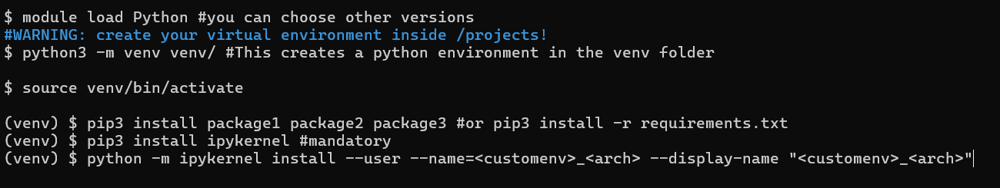 $ module load Python #you can choose other versions
#WARNING: create your virtual environment inside /projects!
$ python3 -m venv venv/ #This creates a python environment in the venv folder
$ source venv/bin/activate
(venv) $ pip3 install package1 package2 package3 #or pip3 install -r requirements.txt
(venv) $ pip3 install ipykernel #mandatory
(venv) $ python -m ipykernel install --user --name=<customenv>_<arch> --display-name "<customenv>_<arch>"